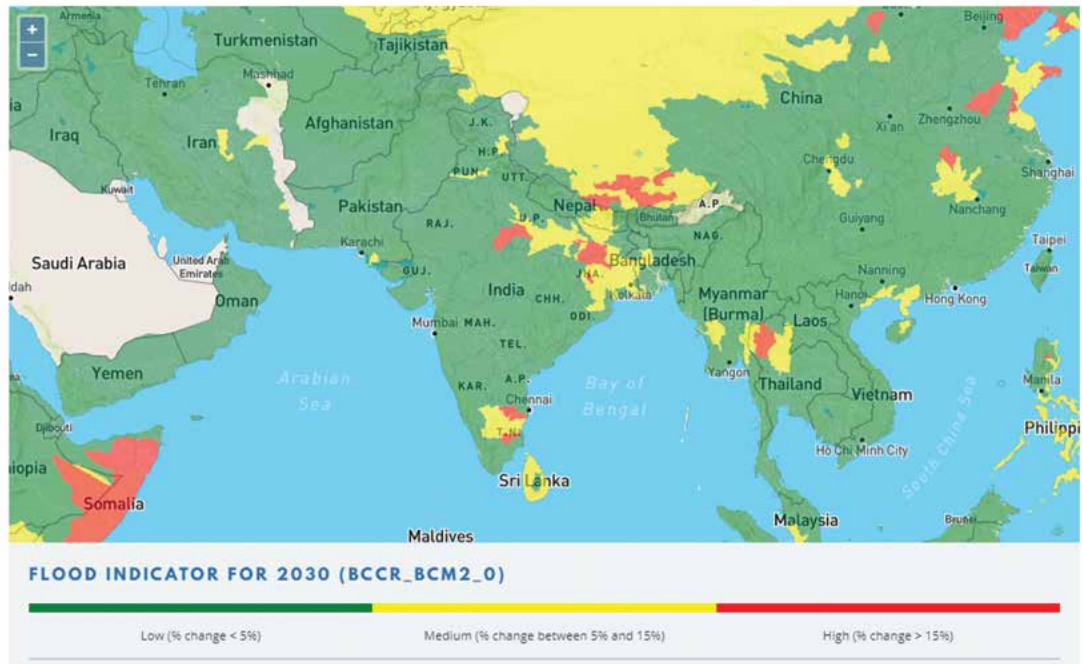 +
−
Armenia
Turkmenistan
Tajikistan
Beijing
Tehran
Mashhad
Iraq
Iran
Afghanistan
J.K.
China
Xi'an
Zhengzhou
Kuwait
H.P.
PUN.
UTT.
Chengdu
Shanghai
Pakistan
RAJ.
U.P.
Nepal
Bhutan
A.P.
NAG.
Guiyang
Nanchang
Saudi Arabia
United Arab
Emirates
Karachi
GUJ.
JHA.
Bangladesh
Kolkata
Nanning
Taipei
Taiwan
Oman
India
CHH.
ODI.
Myanmar
(Burma)
Hanoi
Laos
Hong Kong
Mumbai
MAH.
TEL.
Yemen
Arabian
Sea
KAR.
A.P.
Chennai
Bay of
Bengal
Yangon
Thailand
Vietnam
Manila
Djibouti
T.N.
Ho Chi Minh City
South China Sea
Philippi
iopia
Somalia
Sri Lanka
Malaysia
Maldives
Brunei
FLOOD INDICATOR FOR 2030 (BCCR_BCM2_0)
Low (% change < 5%)
Medium (% change between 5% and 15%)
High (% change > 15%)